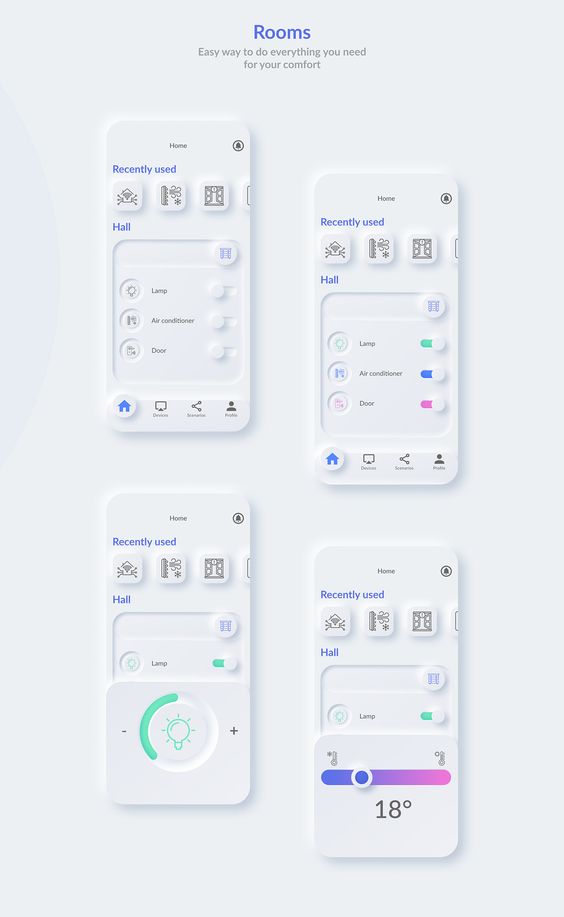 Rooms
Easy way to do everything you need
for your comfort
Home
Recently used
Hall
Lamp
Air conditioner
Door
Devices
Scenarios
Profile
Home
Recently used
Hall
Lamp
Air conditioner
Door
Devices
Scenarios
Profile
Home
Recently used
Hall
Lamp
- +
Home
Recently used
Hall
Lamp
18°